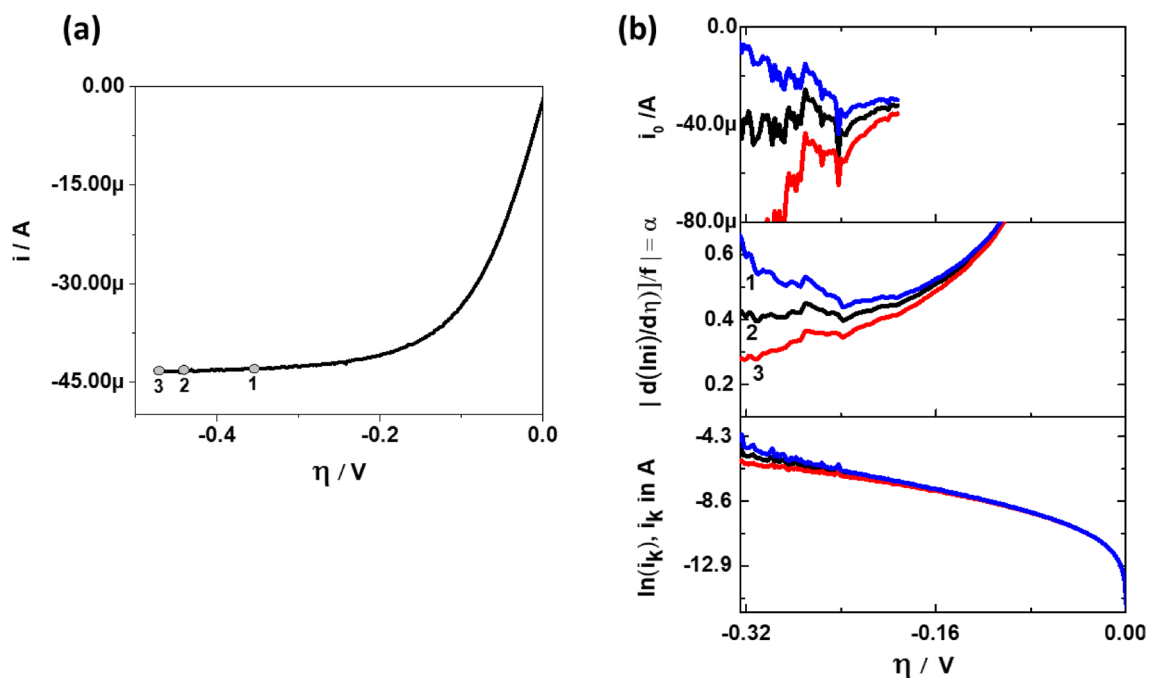 (a)
0.00
-15.00µ
-30.00µ
-45.00µ
i / A
3
2
1
-0.4
-0.2
0.0
η / V
(b)
0.0
-40.0µ
-80.0µ
i₀ /A
0.6
0.4
0.2
| d(lni)/dη)]/f | = α
1
2
3
-4.3
-8.6
-12.9
ln(iₖ), iₖ in A
-0.32
-0.16
0.00
η / V